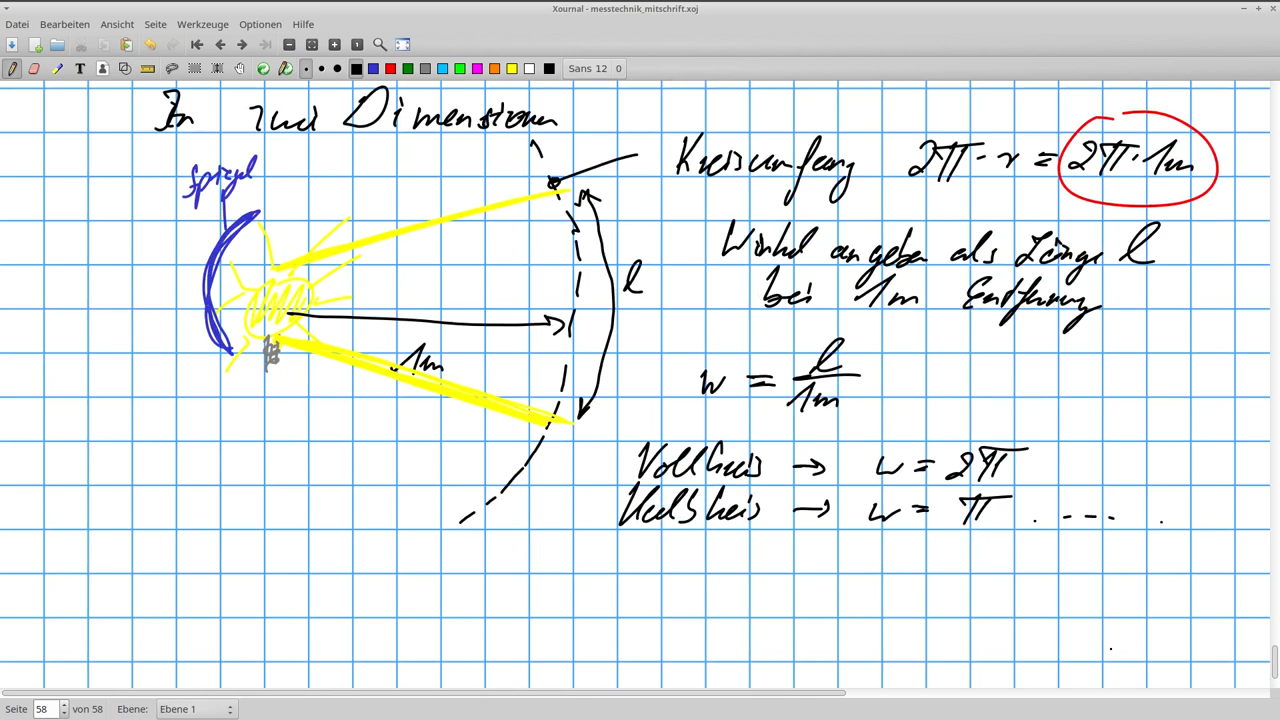 Xournal - messtechnik_mitschrift.xoj
Datei Bearbeiten Ansicht Seite Werkzeuge Optionen Hilfe
Sans 12 0
In zwei Dimensionen
Spiegel
1m
l
Kreisumfang 2π·r = 2π·1m
Winkel angeben als Länge l
bei 1m Entfernung
w = l/1m
Vollkreis → w = 2π
Halbkreis → w = π . ---- .
Seite 58 von 58 Ebene: Ebene 1